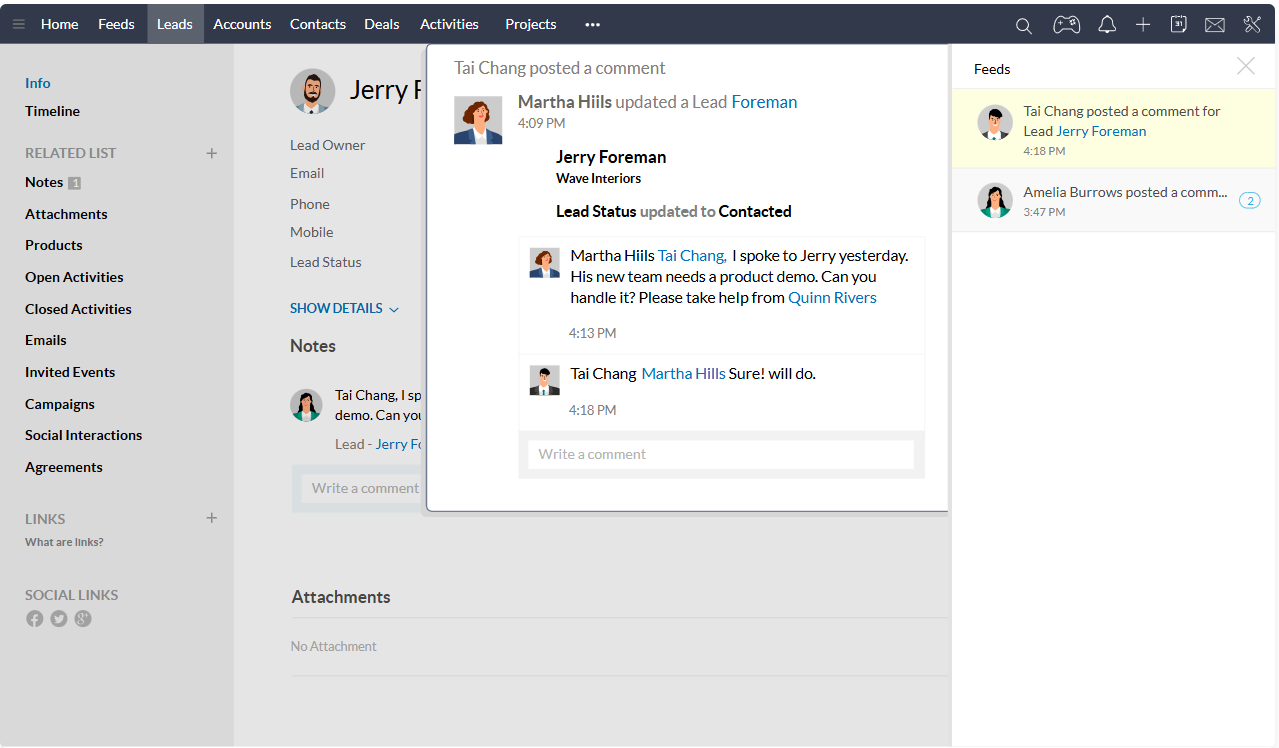 Home Feeds Leads Accounts Contacts Deals Activities Projects
31
Info
Timeline
RELATED LIST
Notes 1
Attachments
Products
Open Activities
Closed Activities
Emails
Invited Events
Campaigns
Social Interactions
Agreements
LINKS
What are links?
SOCIAL LINKS
Jerry F
Lead Owner
Email
Phone
Mobile
Lead Status
SHOW DETAILS
Notes
Tai Chang, I sp
demo. Can you
Lead - Jerry Fo
Write a comment
Attachments
No Attachment
Tai Chang posted a comment
Martha Hiils updated a Lead Foreman
4:09 PM
Jerry Foreman
Wave Interiors
Lead Status updated to Contacted
Martha Hiils Tai Chang, I spoke to Jerry yesterday.
His new team needs a product demo. Can you
handle it? Please take help from Quinn Rivers
4:13 PM
Tai Chang Martha Hills Sure! will do.
4:18 PM
Write a comment
Feeds
Tai Chang posted a comment for
Lead Jerry Foreman
4:18 PM
Amelia Burrows posted a comm...
2
3:47 PM